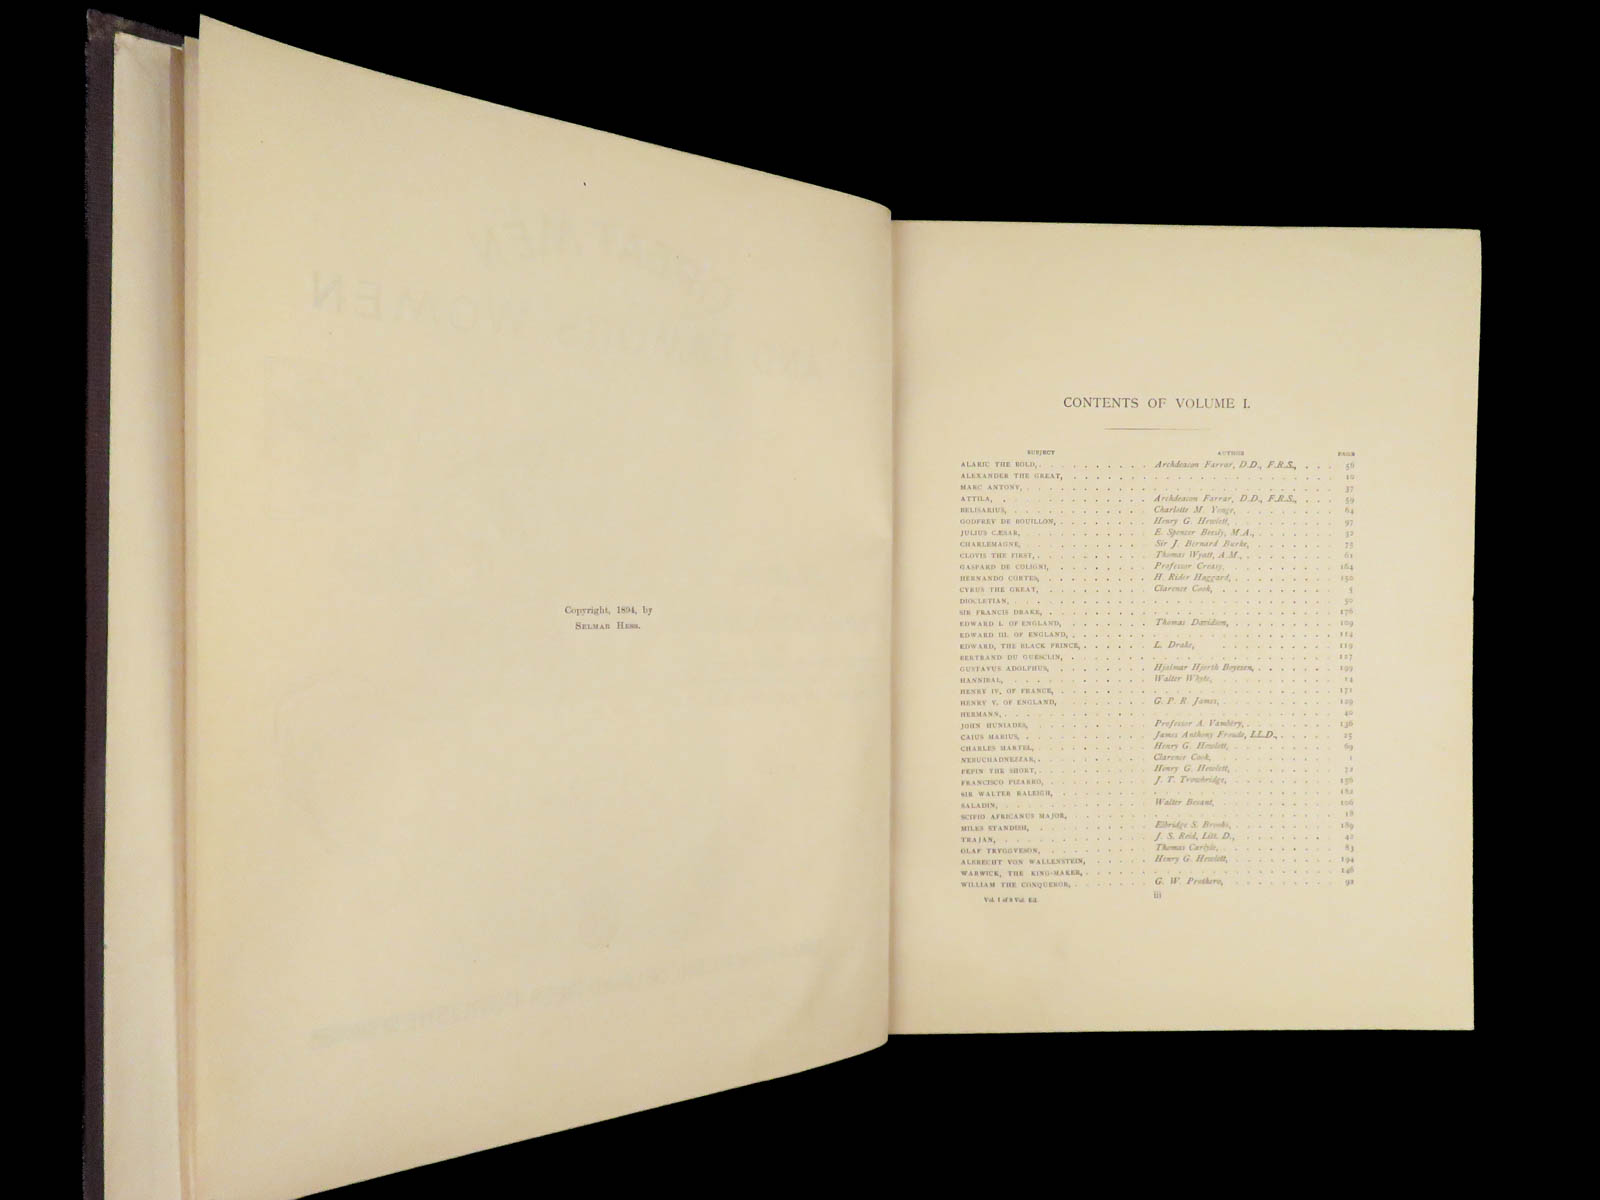 Copyright, 1894, by
Selmar Hess.
CONTENTS OF VOLUME I.
SUBJECT AUTHOR PAGE
ALARIC THE BOLD, Archdeacon Farrar, D.D., F.R.S., 56
ALEXANDER THE GREAT, 10
MARC ANTONY, 37
ATTILA, Archdeacon Farrar, D.D., F.R.S., 59
BELISARIUS, Charlotte M. Yonge, 64
GODFREY DE BOUILLON, Henry G. Hewlett, 97
JULIUS CÆSAR, E. Spencer Beesly, M.A., 32
CHARLEMAGNE, Sir J. Bernard Burke, 75
CLOVIS THE FIRST, Thomas Wyatt, A.M., 61
GASPARD DE COLIGNI, Professor Creasy, 164
HERNANDO CORTES, H. Rider Haggard, 150
CYRUS THE GREAT, Clarence Cook, 5
DIOCLETIAN, 50
SIR FRANCIS DRAKE, 176
EDWARD I. OF ENGLAND, Thomas Davidson, 109
EDWARD III. OF ENGLAND, 114
EDWARD, THE BLACK PRINCE, L. Drake, 119
BERTRAND DU GUESCLIN, 127
GUSTAVUS ADOLPHUS, Hjalmar Hjorth Boyesen, 199
HANNIBAL, Walter Whyte, 14
HENRY IV. OF FRANCE, 171
HENRY V. OF ENGLAND, G. P. R. James, 129
HERMANN, 40
JOHN HUNIADES, Professor A. Vambéry, 136
CAIUS MARIUS, James Anthony Froude, LL.D., 25
CHARLES MARTEL, Henry G. Hewlett, 69
NEBUCHADNEZZAR, Clarence Cook, 1
PEPIN THE SHORT, Henry G. Hewlett, 72
FRANCISCO PIZARRO, J. T. Trowbridge, 156
SIR WALTER RALEIGH, 182
SALADIN, Walter Besant, 106
SCIPIO AFRICANUS MAJOR, 18
MILES STANDISH, Elbridge S. Brooks, 189
TRAJAN, J. S. Reid, Litt. D., 42
OLAF TRYGGVESON, Thomas Carlyle, 83
ALBRECHT VON WALLENSTEIN, Henry G. Hewlett, 194
WARWICK, THE KING-MAKER, 146
WILLIAM THE CONQUEROR, G. W. Prothero, 92
Vol. I of 8 Vol. Ed. iii